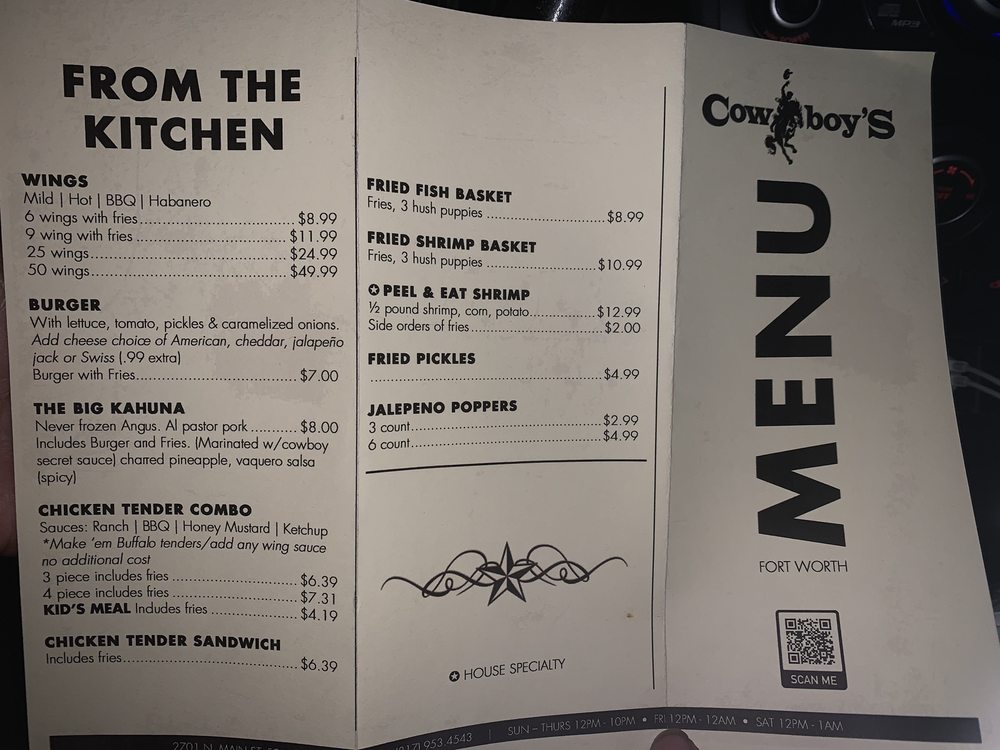 FROM THE
KITCHEN
WINGS
Mild | Hot | BBQ | Habanero
6 wings with fries.......... $8.99
9 wing with fries .......... $11.99
25 wings.......... $24.99
50 wings.......... $49.99
BURGER
With lettuce, tomato, pickles & caramelized onions.
Add cheese choice of American, cheddar, jalapeño
jack or Swiss (.99 extra)
Burger with Fries.......... $7.00
THE BIG KAHUNA
Never frozen Angus. Al pastor pork .......... $8.00
Includes Burger and Fries. (Marinated w/cowboy
secret sauce) charred pineapple, vaquero salsa
(spicy)
CHICKEN TENDER COMBO
Sauces: Ranch | BBQ | Honey Mustard | Ketchup
*Make 'em Buffalo tenders/add any wing sauce
no additional cost
3 piece includes fries .......... $6.39
4 piece includes fries .......... $7.31
KID'S MEAL Includes fries .......... $4.19
CHICKEN TENDER SANDWICH
Includes fries.......... $6.39
FRIED FISH BASKET
Fries, 3 hush puppies ..........$8.99
FRIED SHRIMP BASKET
Fries, 3 hush puppies ..........$10.99
✪ PEEL & EAT SHRIMP
½ pound shrimp, corn, potato..........$12.99
Side orders of fries.......... $2.00
FRIED PICKLES
..........$4.99
JALEPENO POPPERS
3 count..........$2.99
6 count..........$4.99
✪ HOUSE SPECIALTY
Cowboy's
MENU
FORT WORTH
SCAN ME
2701 N. MAIN ST.
(817) 953 4543 | SUN – THURS 12PM - 10PM • FRI 12PM - 12AM • SAT 12PM - 1AM
MP3